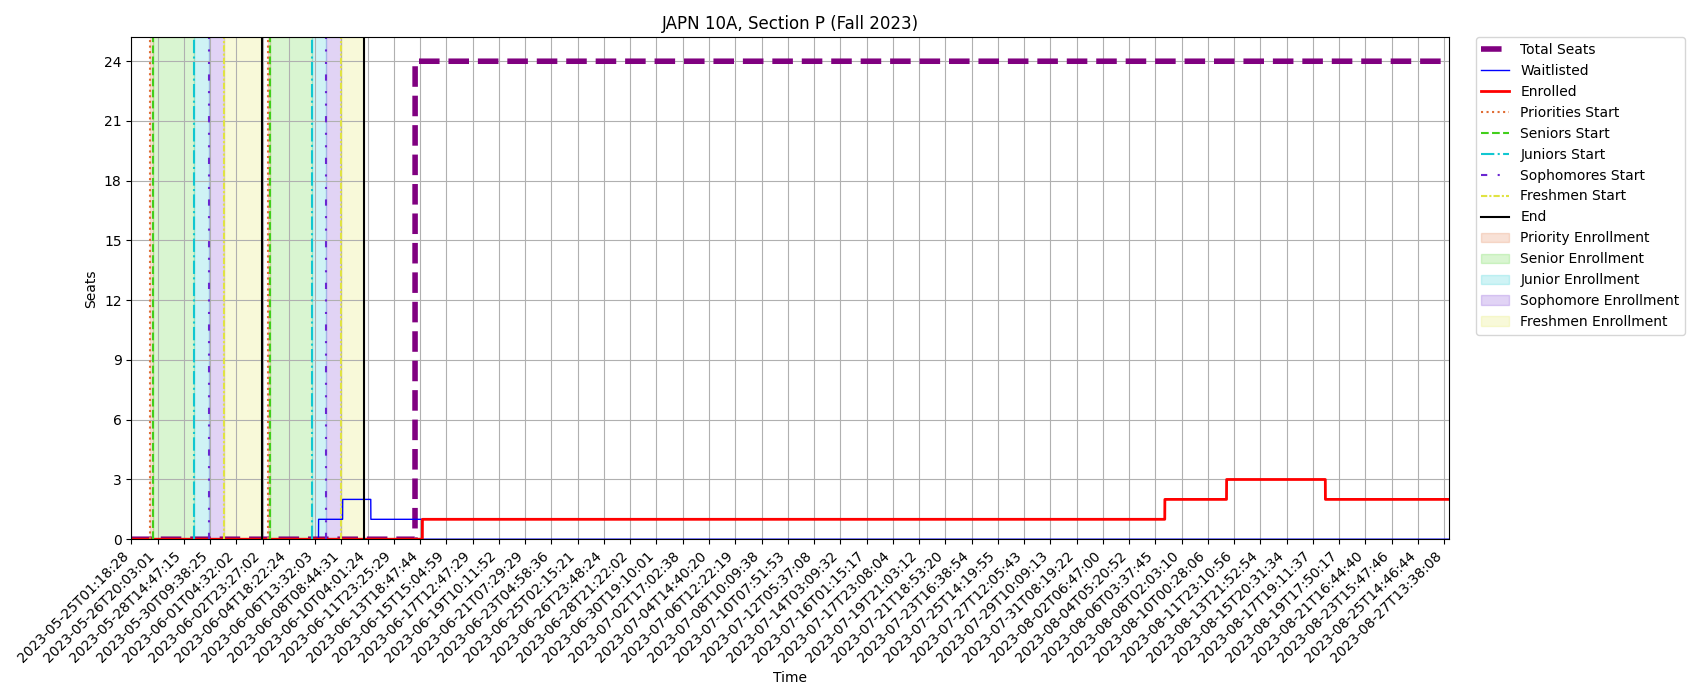 JAPN 10A, Section P (Fall 2023)
Seats
24
21
18
15
12
9
6
3
0
2023-05-25T01:18:28
2023-05-26T20:03:01
2023-05-28T14:47:15
2023-05-30T09:38:25
2023-06-01T04:32:02
2023-06-02T23:27:02
2023-06-04T18:22:24
2023-06-06T13:32:03
2023-06-08T08:44:31
2023-06-10T04:01:24
2023-06-11T23:25:29
2023-06-13T18:47:44
2023-06-15T15:04:59
2023-06-17T12:47:29
2023-06-19T10:11:52
2023-06-21T07:29:29
2023-06-23T04:58:36
2023-06-25T02:15:21
2023-06-26T23:48:24
2023-06-28T21:22:02
2023-06-30T19:10:01
2023-07-02T17:02:38
2023-07-04T14:40:20
2023-07-06T12:22:19
2023-07-08T10:09:38
2023-07-10T07:51:53
2023-07-12T05:37:08
2023-07-14T03:09:32
2023-07-16T01:15:17
2023-07-17T23:08:04
2023-07-19T21:03:12
2023-07-21T18:53:20
2023-07-23T16:38:54
2023-07-25T14:19:55
2023-07-27T12:05:43
2023-07-29T10:09:13
2023-07-31T08:19:22
2023-08-02T06:47:00
2023-08-04T05:20:52
2023-08-06T03:37:45
2023-08-08T02:03:10
2023-08-10T00:28:06
2023-08-11T23:10:56
2023-08-13T21:52:54
2023-08-15T20:31:34
2023-08-17T19:11:37
2023-08-19T17:50:17
2023-08-21T16:44:40
2023-08-23T15:47:46
2023-08-25T14:46:44
2023-08-27T13:38:08
Time
Total Seats
Waitlisted
Enrolled
Priorities Start
Seniors Start
Juniors Start
Sophomores Start
Freshmen Start
End
Priority Enrollment
Senior Enrollment
Junior Enrollment
Sophomore Enrollment
Freshmen Enrollment